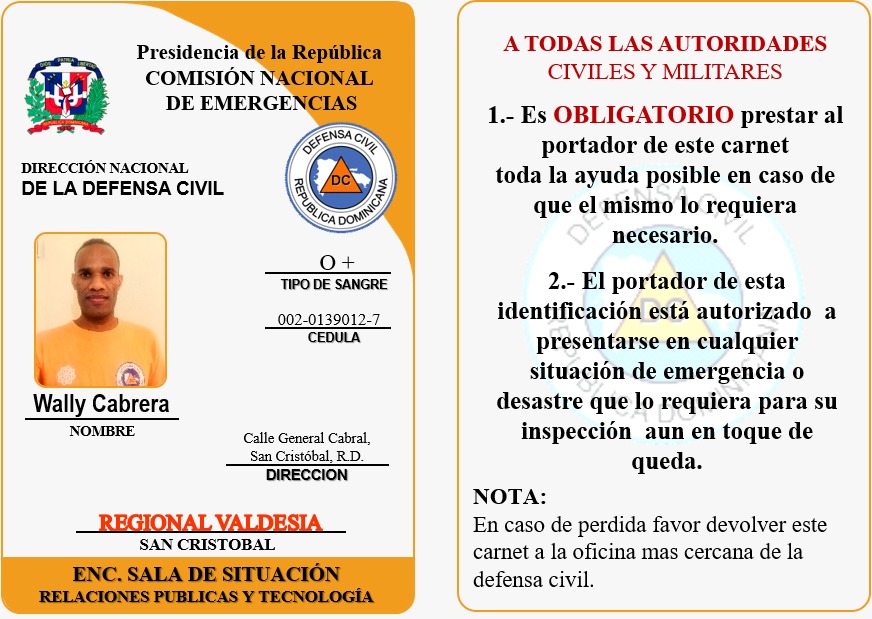 Presidencia de la República
COMISIÓN NACIONAL
DE EMERGENCIAS
DIOS PATRIA LIBERTAD
REPUBLICA DOMINICANA
DIRECCIÓN NACIONAL
DE LA DEFENSA CIVIL
DEFENSA CIVIL
DC
REPUBLICA DOMINICANA
O +
TIPO DE SANGRE
002-0139012-7
CEDULA
Wally Cabrera
NOMBRE
Calle General Cabral,
San Cristóbal, R.D.
DIRECCION
REGIONAL VALDESIA
SAN CRISTOBAL
ENC. SALA DE SITUACIÓN
RELACIONES PUBLICAS Y TECNOLOGÍA
A TODAS LAS AUTORIDADES
CIVILES Y MILITARES
1.- Es OBLIGATORIO prestar al
portador de este carnet
toda la ayuda posible en caso de
que el mismo lo requiera
necesario.
2.- El portador de esta
identificación está autorizado a
presentarse en cualquier
situación de emergencia o
desastre que lo requiera para su
inspección aun en toque de
queda.
DEFENSA CIVIL
DC
REPUBLICA DOMINICANA
NOTA:
En caso de perdida favor devolver este
carnet a la oficina mas cercana de la
defensa civil.